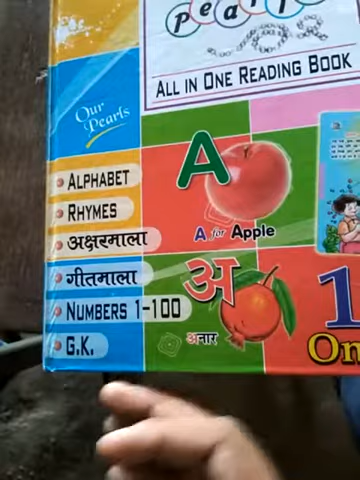 Pearls
ALL IN ONE READING BOOK
Our
Pearls
ALPHABET
RHYMES
अक्षरमाला
गीतमाला
NUMBERS 1-100
G.K.
A
A for Apple
अ
अनार
1
On